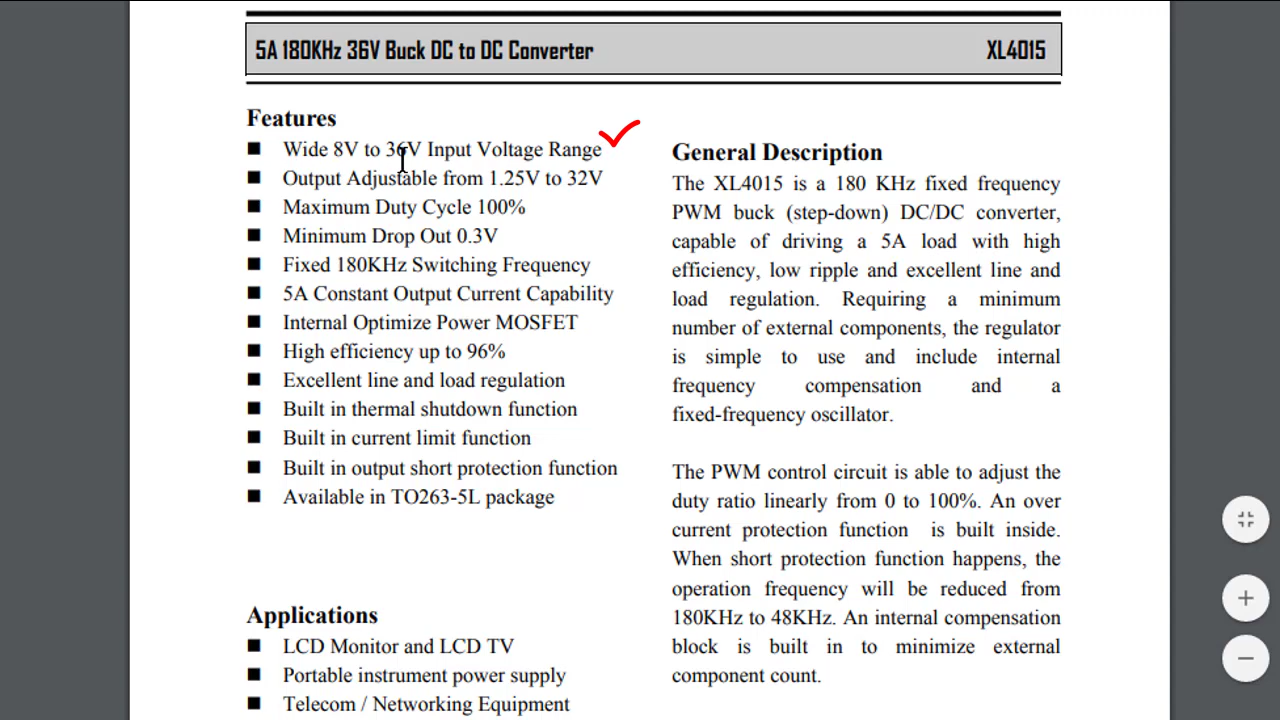 5A 180KHz 36V Buck DC to DC Converter XL4015
Features
Wide 8V to 36V Input Voltage Range
Output Adjustable from 1.25V to 32V
Maximum Duty Cycle 100%
Minimum Drop Out 0.3V
Fixed 180KHz Switching Frequency
5A Constant Output Current Capability
Internal Optimize Power MOSFET
High efficiency up to 96%
Excellent line and load regulation
Built in thermal shutdown function
Built in current limit function
Built in output short protection function
Available in TO263-5L package
Applications
LCD Monitor and LCD TV
Portable instrument power supply
Telecom / Networking Equipment
General Description
The XL4015 is a 180 KHz fixed frequency
PWM buck (step-down) DC/DC converter,
capable of driving a 5A load with high
efficiency, low ripple and excellent line and
load regulation. Requiring a minimum
number of external components, the regulator
is simple to use and include internal
frequency compensation and a
fixed-frequency oscillator.
The PWM control circuit is able to adjust the
duty ratio linearly from 0 to 100%. An over
current protection function is built inside.
When short protection function happens, the
operation frequency will be reduced from
180KHz to 48KHz. An internal compensation
block is built in to minimize external
component count.